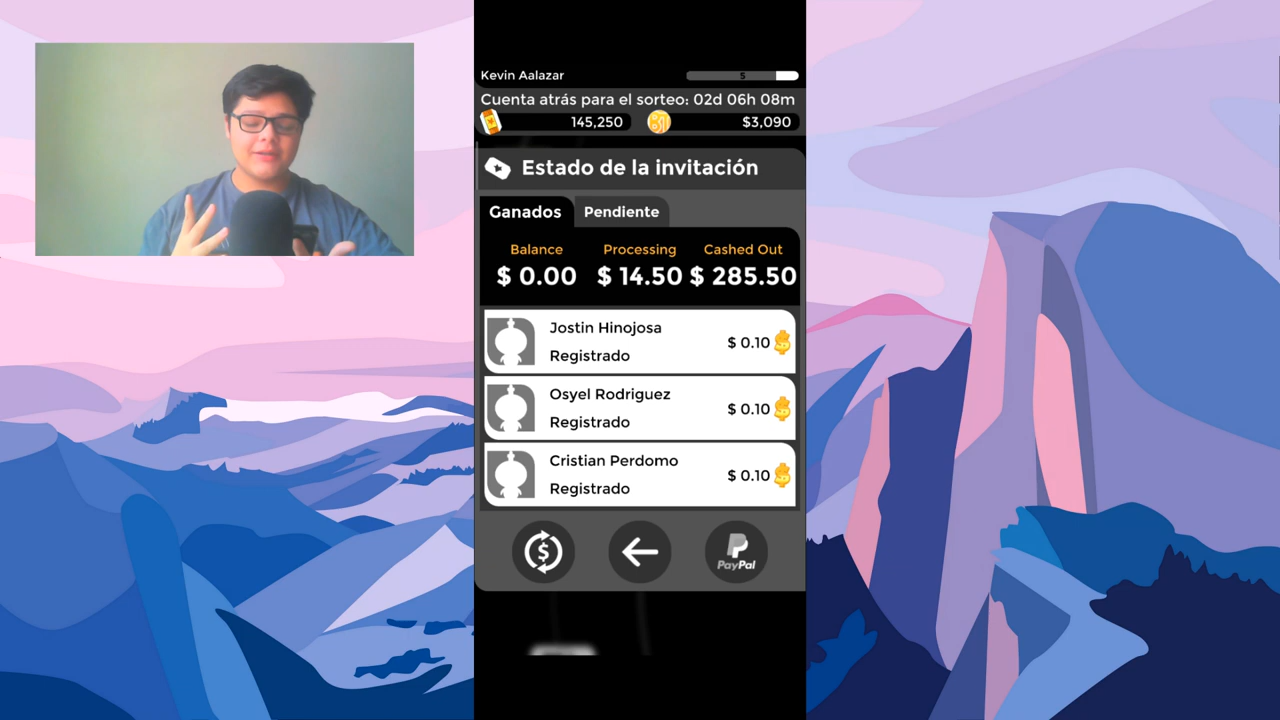 Kevin Aalazar
5
Cuenta atrás para el sorteo: 02d 06h 08m
145,250
$3,090
Estado de la invitación
Ganados Pendiente
Balance Processing Cashed Out
$ 0.00 $ 14.50 $ 285.50
Jostin Hinojosa
$ 0.10
Registrado
Osyel Rodriguez
$ 0.10
Registrado
Cristian Perdomo
$ 0.10
Registrado
$
PayPal